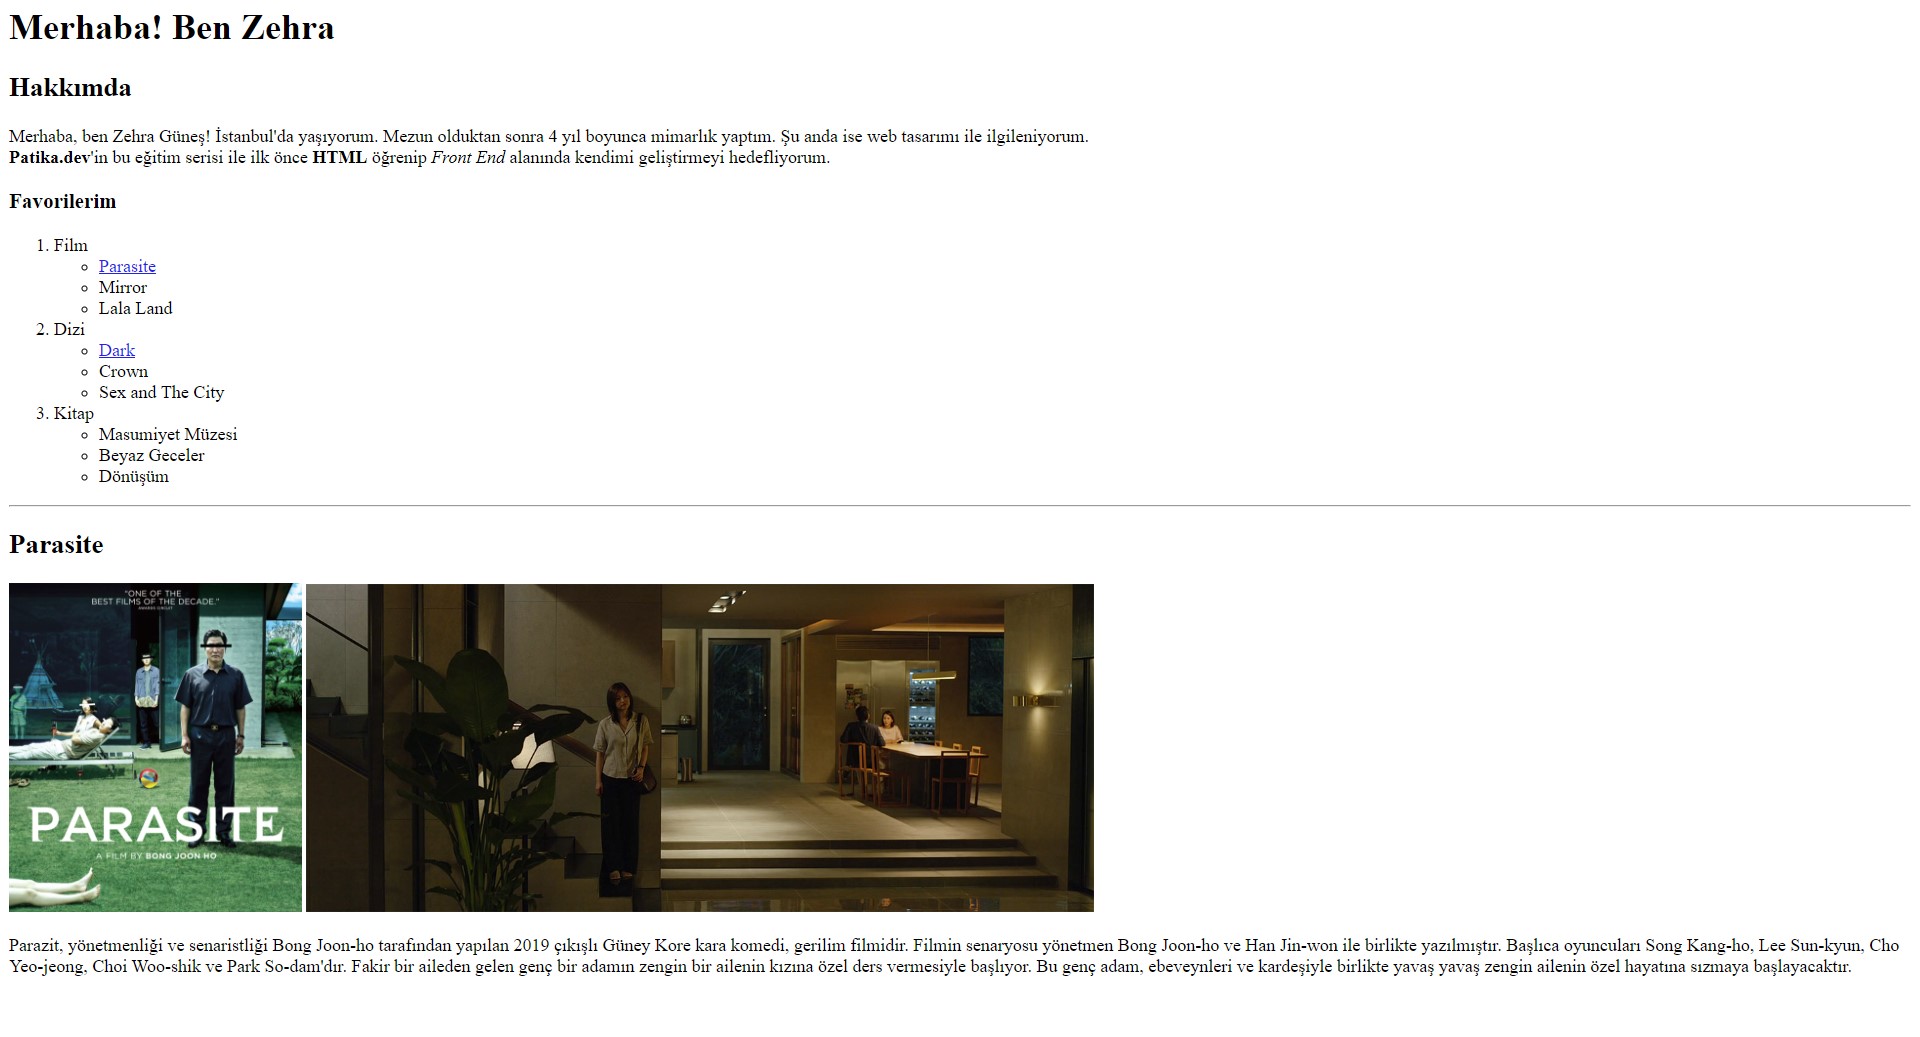 Merhaba! Ben Zehra
Hakkımda
Merhaba, ben Zehra Güneş! İstanbul'da yaşıyorum. Mezun olduktan sonra 4 yıl boyunca mimarlık yaptım. Şu anda ise web tasarımı ile ilgileniyorum.
Patika.dev'in bu eğitim serisi ile ilk önce HTML öğrenip Front End alanında kendimi geliştirmeyi hedefliyorum.
Favorilerim
1. Film
Parasite
Mirror
Lala Land
2. Dizi
Dark
Crown
Sex and The City
3. Kitap
Masumiyet Müzesi
Beyaz Geceler
Dönüşüm
Parasite
"ONE OF THE
BEST FILMS OF THE DECADE."
PARASITE
A FILM BY BONG JOON HO
Parazit, yönetmenliği ve senaristliği Bong Joon-ho tarafından yapılan 2019 çıkışlı Güney Kore kara komedi, gerilim filmidir. Filmin senaryosu yönetmen Bong Joon-ho ve Han Jin-won ile birlikte yazılmıştır. Başlıca oyuncuları Song Kang-ho, Lee Sun-kyun, Cho
Yeo-jeong, Choi Woo-shik ve Park So-dam'dır. Fakir bir aileden gelen genç bir adamın zengin bir ailenin kızına özel ders vermesiyle başlıyor. Bu genç adam, ebeveynleri ve kardeşiyle birlikte yavaş yavaş zengin ailenin özel hayatına sızmaya başlayacaktır.